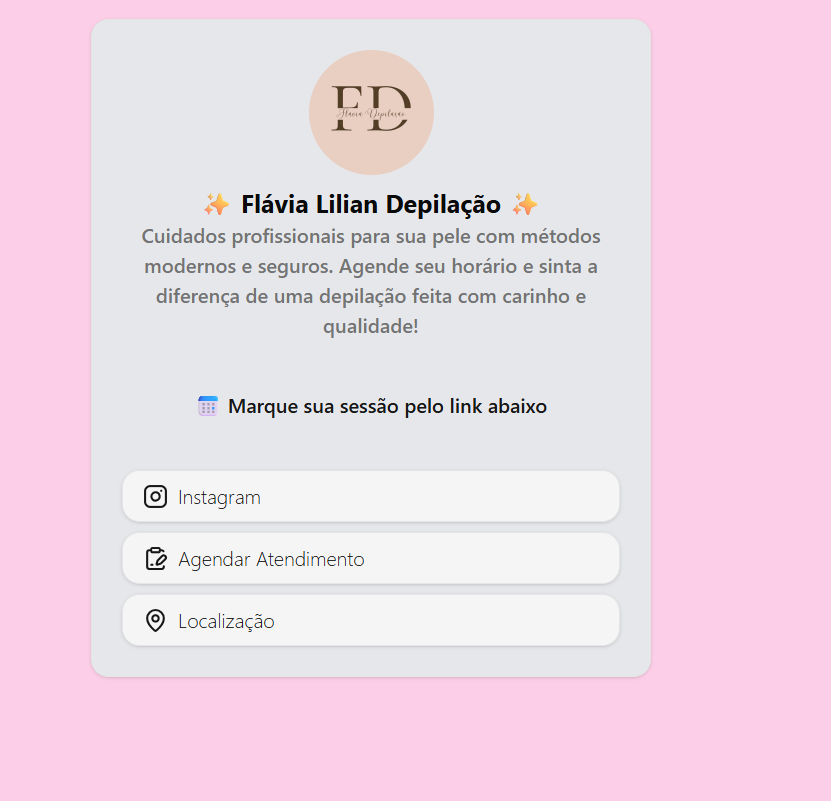 FD
Flávia Depilação
✨ Flávia Lilian Depilação ✨
Cuidados profissionais para sua pele com métodos
modernos e seguros. Agende seu horário e sinta a
diferença de uma depilação feita com carinho e
qualidade!
Marque sua sessão pelo link abaixo
Instagram
Agendar Atendimento
Localização